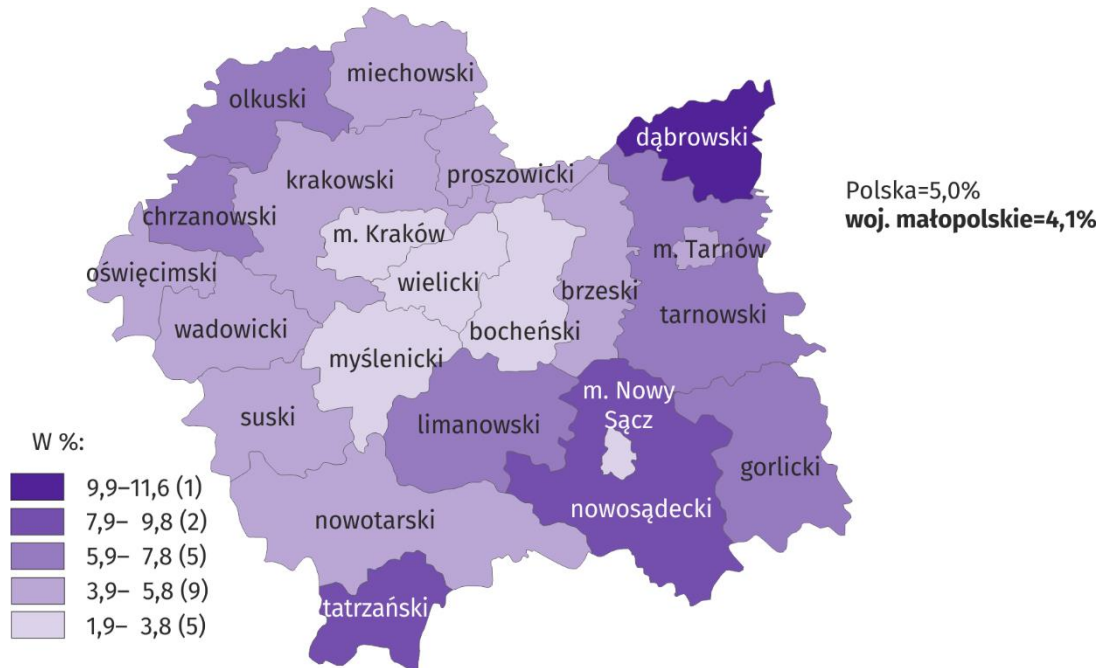 miechowski
olkuski
dąbrowski
krakowski
proszowicki
Polska=5,0%
woj. małopolskie=4,1%
chrzanowski
m. Kraków
m. Tarnów
oświęcimski
wielicki
brzeski
wadowicki
bocheński
tarnowski
myślenicki
m. Nowy
Sącz
suski
limanowski
gorlicki
nowotarski
nowosądecki
tatrzański
W %:
9,9–11,6 (1)
7,9– 9,8 (2)
5,9– 7,8 (5)
3,9– 5,8 (9)
1,9– 3,8 (5)